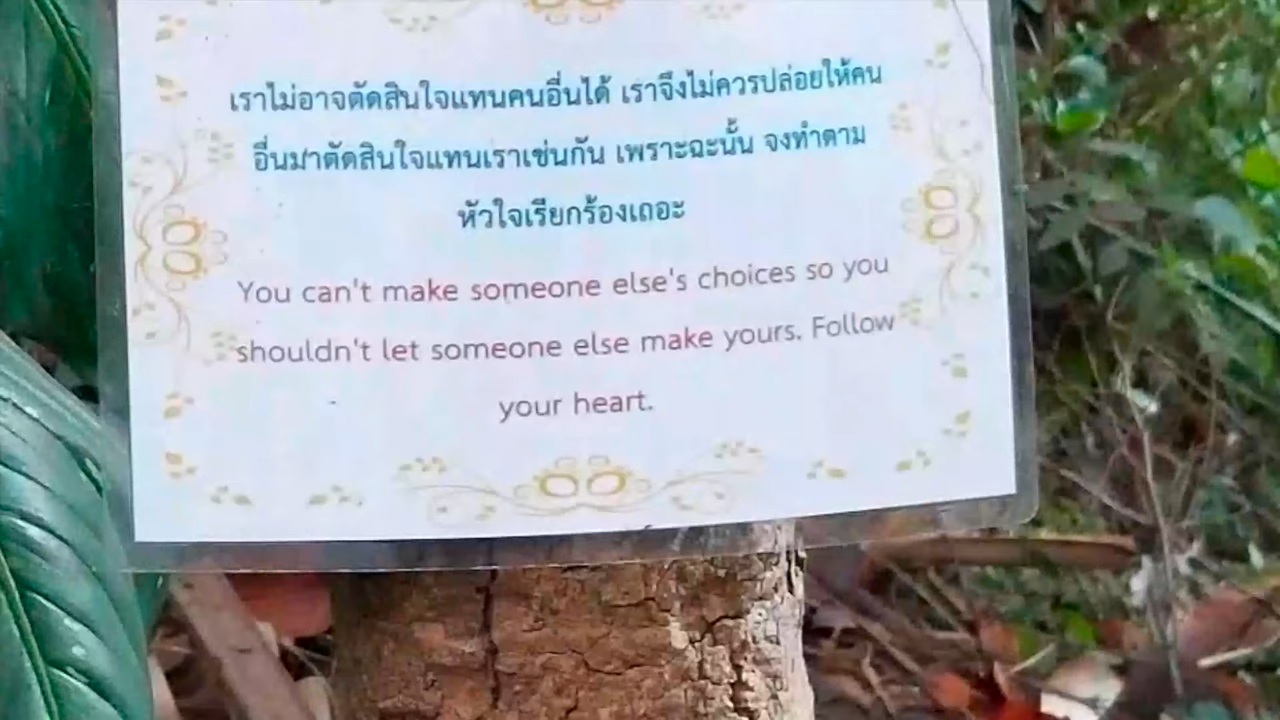 เราไม่อาจตัดสินใจแทนคนอื่นได้ เราจึงไม่ควรปล่อยให้คน
อื่นมาตัดสินใจแทนเราเช่นกัน เพราะฉะนั้น จงทำตาม
หัวใจเรียกร้องเถอะ
You can't make someone else's choices so you
shouldn't let someone else make yours. Follow
your heart.